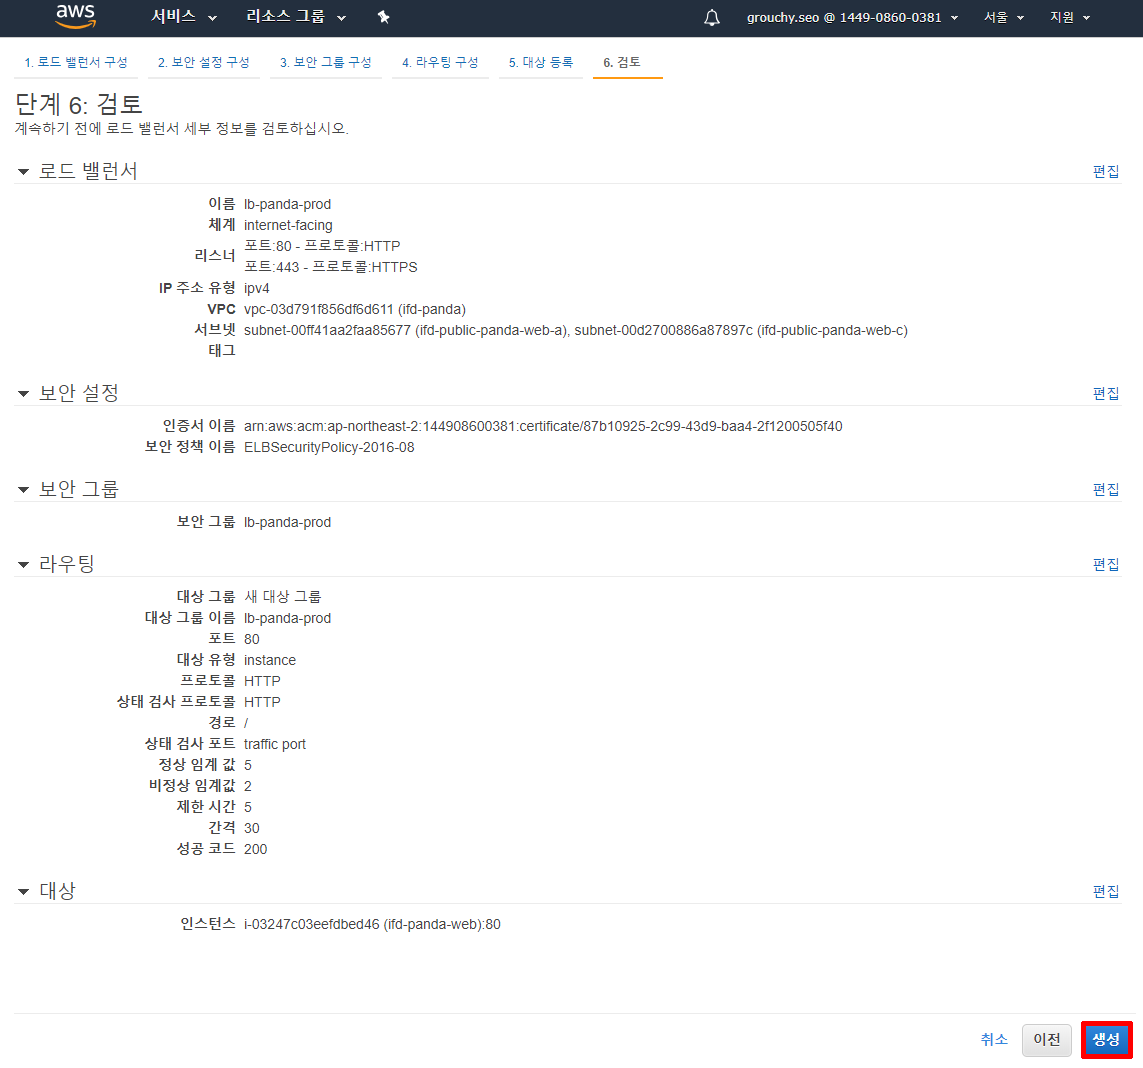 aws 서비스 리소스 그룹 grouchy.seo @ 1449-0860-0381 서울 지원
1. 로드 밸런서 구성 2. 보안 설정 구성 3. 보안 그룹 구성 4. 라우팅 구성 5. 대상 등록 6. 검토
단계 6: 검토
계속하기 전에 로드 밸런서 세부 정보를 검토하십시오.
로드 밸런서 편집
이름 lb-panda-prod
체계 internet-facing
리스너 포트:80 - 프로토콜:HTTP
포트:443 - 프로토콜:HTTPS
IP 주소 유형 ipv4
VPC vpc-03d791f856df6d611 (ifd-panda)
서브넷 subnet-00ff41aa2faa85677 (ifd-public-panda-web-a), subnet-00d2700886a87897c (ifd-public-panda-web-c)
태그
보안 설정 편집
인증서 이름 arn:aws:acm:ap-northeast-2:144908600381:certificate/87b10925-2c99-43d9-baa4-2f1200505f40
보안 정책 이름 ELBSecurityPolicy-2016-08
보안 그룹 편집
보안 그룹 lb-panda-prod
라우팅 편집
대상 그룹 새 대상 그룹
대상 그룹 이름 lb-panda-prod
포트 80
대상 유형 instance
프로토콜 HTTP
상태 검사 프로토콜 HTTP
경로 /
상태 검사 포트 traffic port
정상 임계 값 5
비정상 임계값 2
제한 시간 5
간격 30
성공 코드 200
대상 편집
인스턴스 i-03247c03eefdbed46 (ifd-panda-web):80
취소 이전 생성